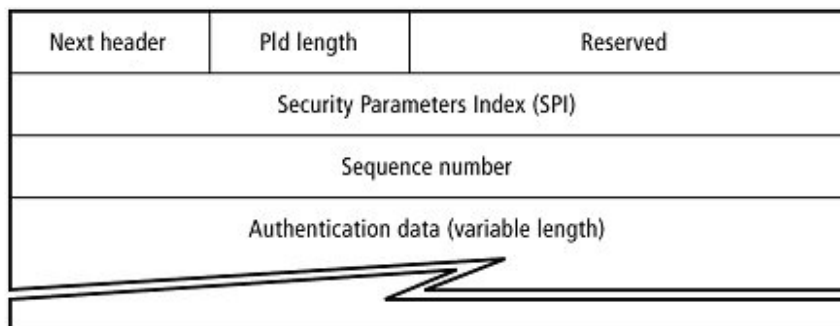 Next header Pld length Reserved
Security Parameters Index (SPI)
Sequence number
Authentication data (variable length)